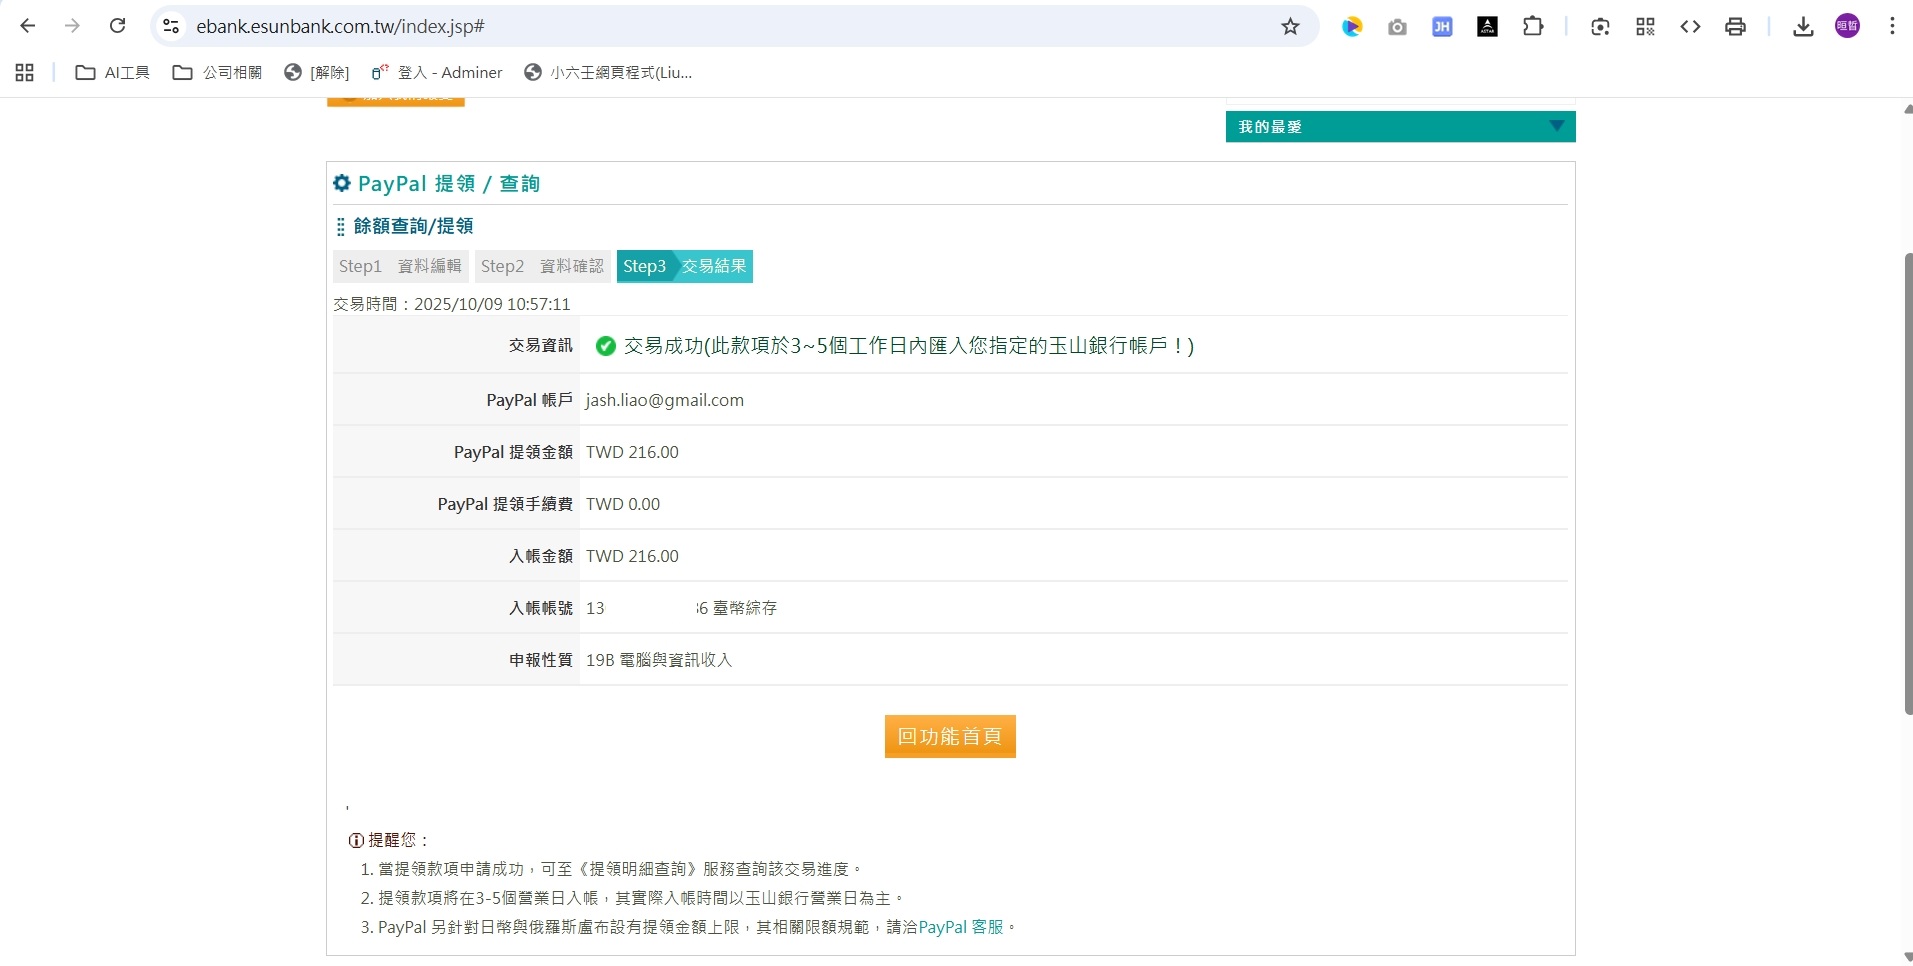 ebank.esunbank.com.tw/index.jsp#
JH
ASTAR
晅哲
AI工具
公司相關
[解除]
登入 - Adminer
小六壬網頁程式(Liu...
我的最愛
PayPal 提領 / 查詢
餘額查詢/提領
Step1 資料編輯 Step2 資料確認 Step3 交易結果
交易時間：2025/10/09 10:57:11
交易資訊 交易成功(此款項於3~5個工作日內匯入您指定的玉山銀行帳戶！)
PayPal 帳戶 jash.liao@gmail.com
PayPal 提領金額 TWD 216.00
PayPal 提領手續費 TWD 0.00
入帳金額 TWD 216.00
入帳帳號 13 36 臺幣綜存
申報性質 19B 電腦與資訊收入
回功能首頁
'
提醒您：
1. 當提領款項申請成功，可至《提領明細查詢》服務查詢該交易進度。
2. 提領款項將在3-5個營業日入帳，其實際入帳時間以玉山銀行營業日為主。
3. PayPal 另針對日幣與俄羅斯盧布設有提領金額上限，其相關限額規範，請洽PayPal 客服。